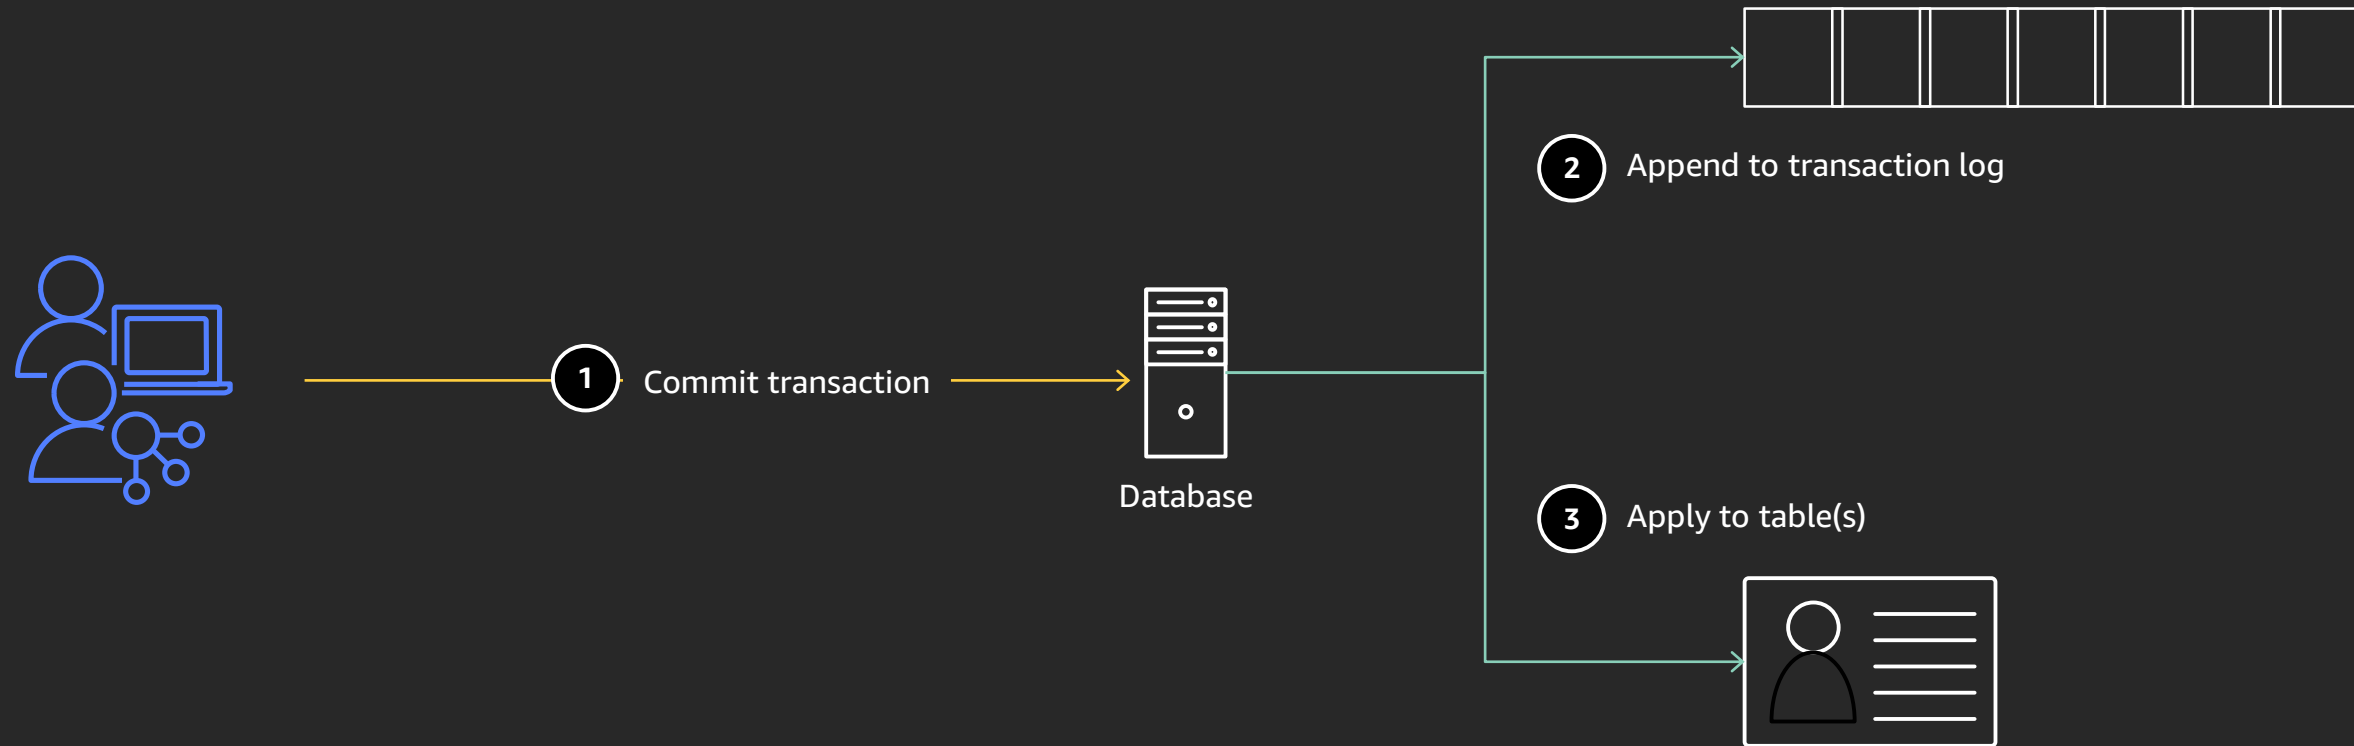 1 Commit transaction
Database
2 Append to transaction log
3 Apply to table(s)